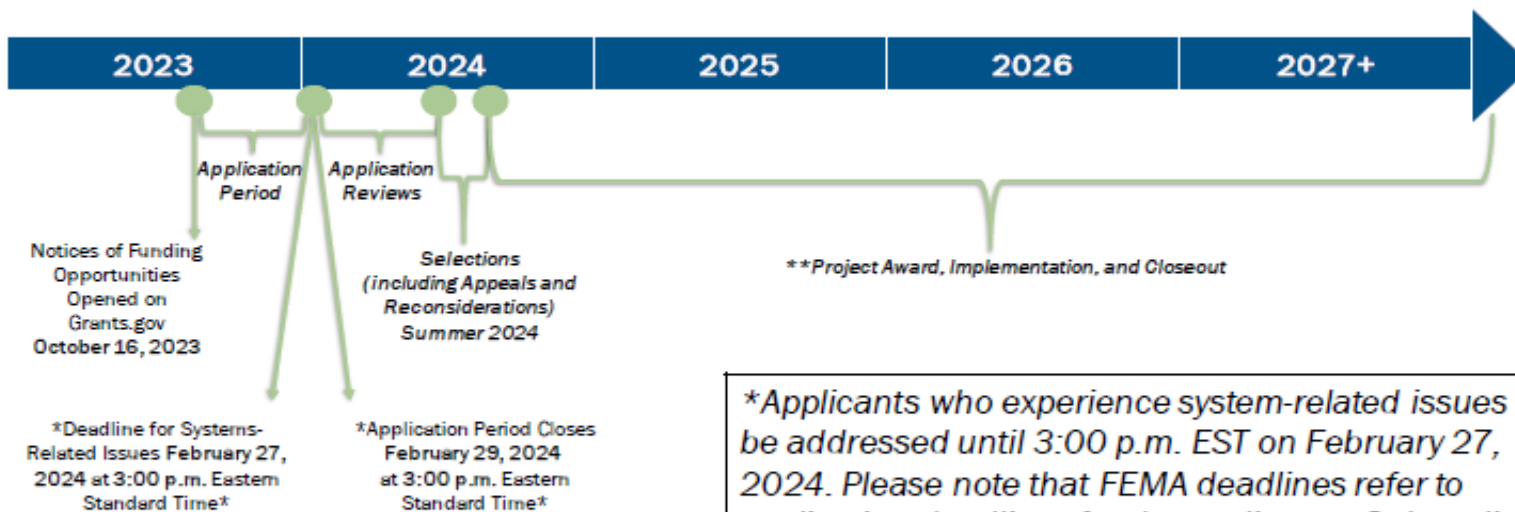 2023 2024 2025 2026 2027+
Application
Period
Application
Reviews
Notices of Funding
Opportunities
Opened on
Grants.gov
October 16, 2023
Selections
(including Appeals and
Reconsiderations)
Summer 2024
**Project Award, Implementation, and Closeout
*Deadline for Systems-
Related Issues February 27,
2024 at 3:00 p.m. Eastern
Standard Time*
*Application Period Closes
February 29, 2024
at 3:00 p.m. Eastern
Standard Time*
*Applicants who experience system-related issues
be addressed until 3:00 p.m. EST on February 27,
2024. Please note that FEMA deadlines refer to